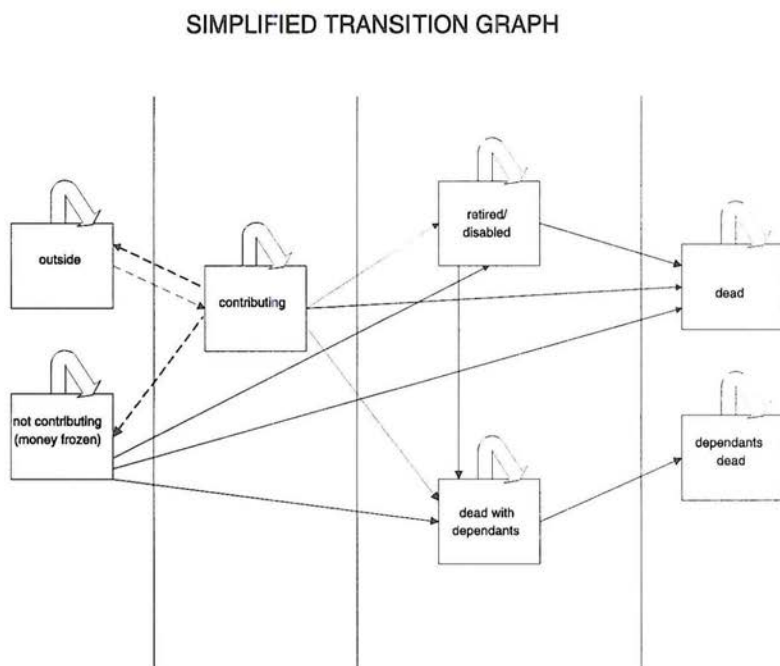 SIMPLIFIED TRANSITION GRAPH
outside
contributing
retired/
disabled
dead
not contributing
(money frozen)
dead with
dependants
dependants
dead